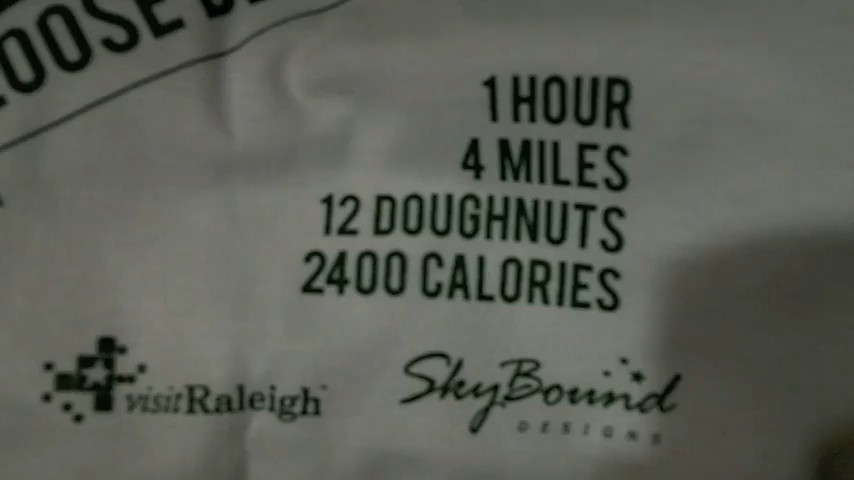 1 HOUR
4 MILES
12 DOUGHNUTS
2400 CALORIES
visitRaleigh
SkyBound
DESIGNS